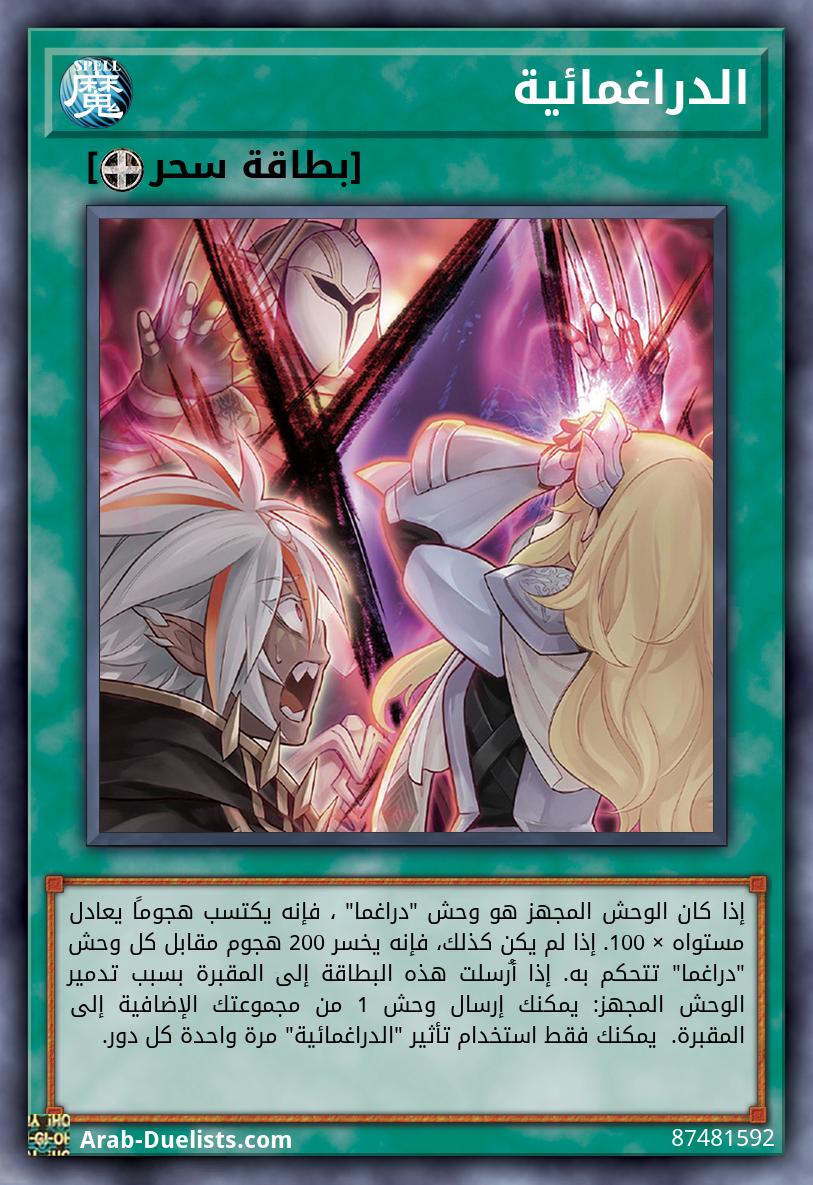 SPELL
魔
الدراغمائية
[بطاقة سحر]
إذا كان الوحش المجهز هو وحش "دراغما" ، فإنه يكتسب هجوماً يعادل
مستواه × 100. إذا لم يكن كذلك، فإنه يخسر 200 هجوم مقابل كل وحش
"دراغما" تتحكم به. إذا أُرسلت هذه البطاقة إلى المقبرة بسبب تدمير
الوحش المجهز: يمكنك إرسال وحش 1 من مجموعتك الإضافية إلى
المقبرة. يمكنك فقط استخدام تأثير "الدراغمائية" مرة واحدة كل دور.
Arab-Duelists.com
87481592